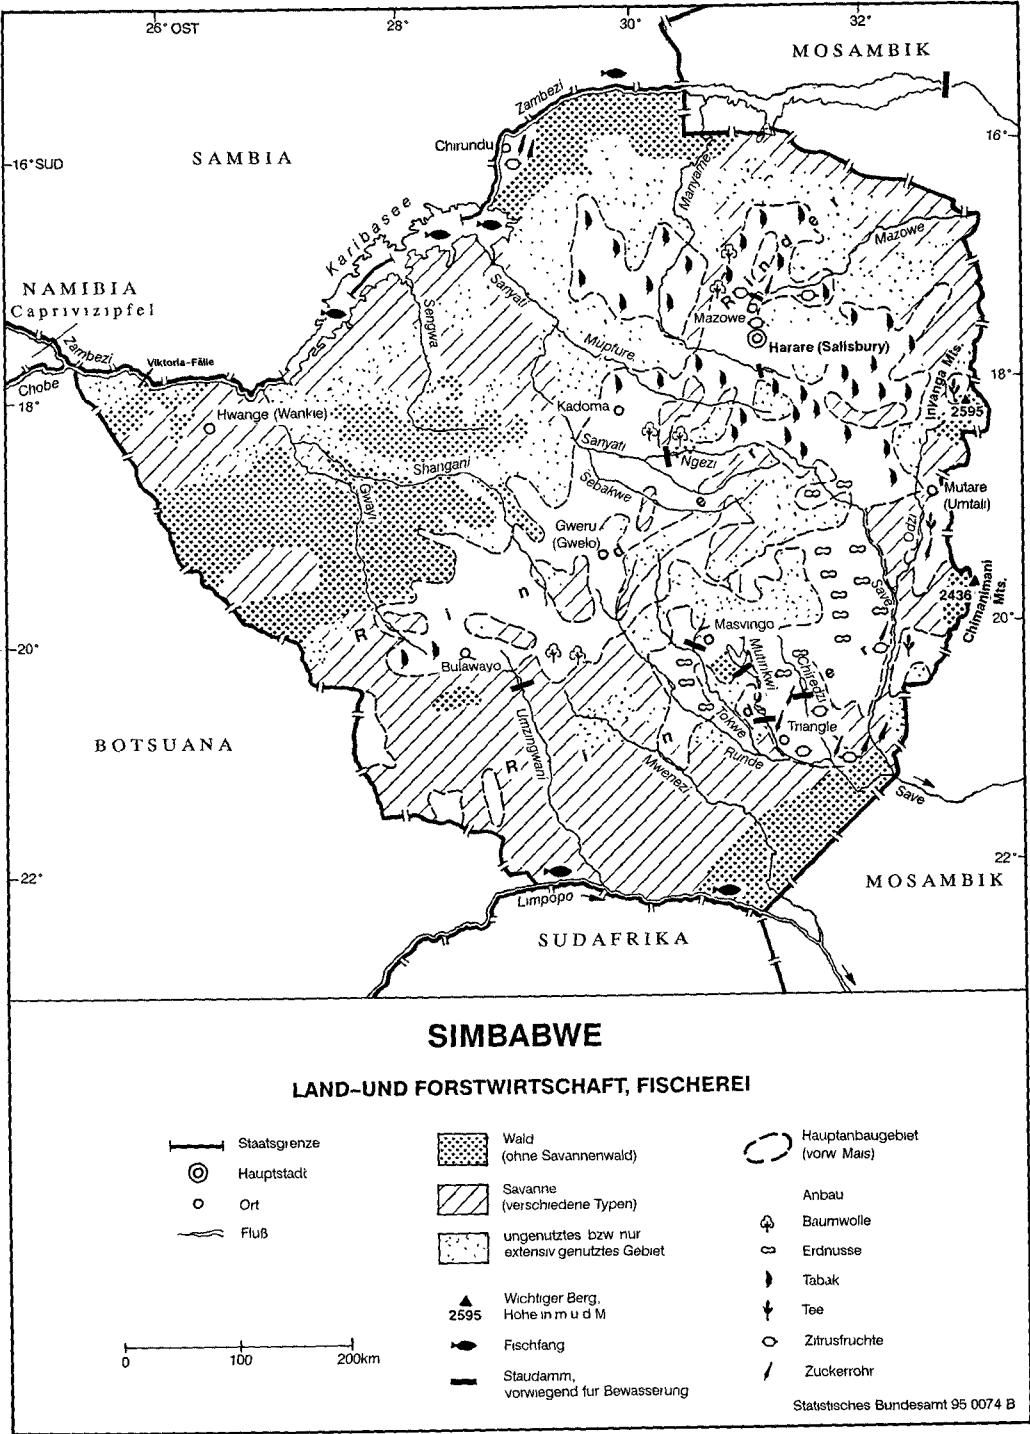 26° OST
28°
30°
32°
MOSAMBIK
Zambezi
16°
16° SUD
SAMBIA
Chirundu
Manyame
Karibasee
Mazowe
NAMIBIA
Caprivizipfel
Sanyati
Sengwa
Rinder
Mazowe
Harare (Salisbury)
Zambezi
Viktoria-Fälle
Mupfure
Inyanga Mts.
Chobe
18°
18°
Hwange (Wankie)
Kadoma
2595
Sanyati
Ngezi
Shangani
Sebakwe
Mutare
(Umtali)
Gwayi
Gweru
(Gwelo)
Odzi
Save
2436
Chimanimani
Mts.
Rinder
Masvingo
20°
20°
Bulawayo
Mutirikwi
Chiredzi
Triangle
BOTSUANA
Umzingwani
Tokwe
Runde
Rinder
Mwenezi
Save
22°
22°
MOSAMBIK
Limpopo
SUDAFRIKA
SIMBABWE
LAND-UND FORSTWIRTSCHAFT, FISCHEREI
Staatsgrenze
Hauptstadt
Ort
Fluß
0 100 200km
Wald
(ohne Savannenwald)
Savanne
(verschiedene Typen)
ungenutztes bzw nur
extensiv genutztes Gebiet
2595
Wichtiger Berg,
Hohe in m u d M
Fischfang
Staudamm,
vorwiegend fur Bewasserung
Hauptanbaugebiet
(vorw Mais)
Anbau
Baumwolle
Erdnusse
Tabak
Tee
Zitrusfruchte
Zuckerrohr
Statistisches Bundesamt 95 0074 B